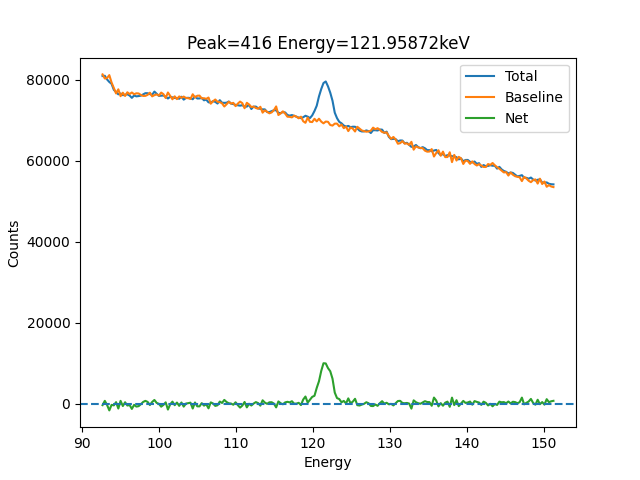 Peak=416 Energy=121.95872keV
Total
Baseline
Net
Counts
80000
60000
40000
20000
0
90 100 110 120 130 140 150
Energy